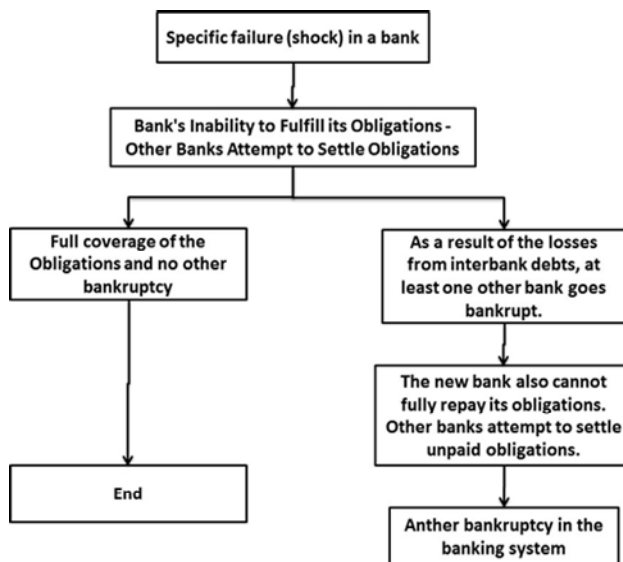 Specific failure (shock) in a bank
Bank's Inability to Fulfill its Obligations -
Other Banks Attempt to Settle Obligations
Full coverage of the
Obligations and no other
bankruptcy
As a result of the losses
from interbank debts, at
least one other bank goes
bankrupt.
The new bank also cannot
fully repay its obligations.
Other banks attempt to settle
unpaid obligations.
End
Anther bankruptcy in the
banking system